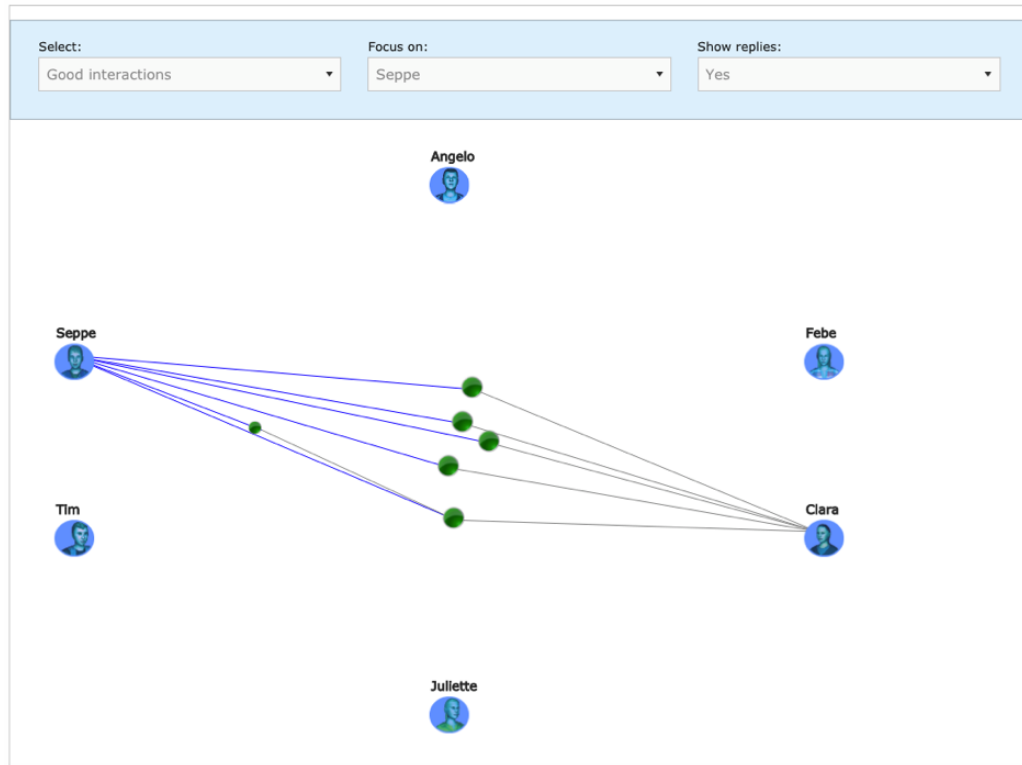 Select: Focus on: Show replies:
Good interactions Seppe Yes
Angelo
Seppe Febe
Tim Clara
Juliette